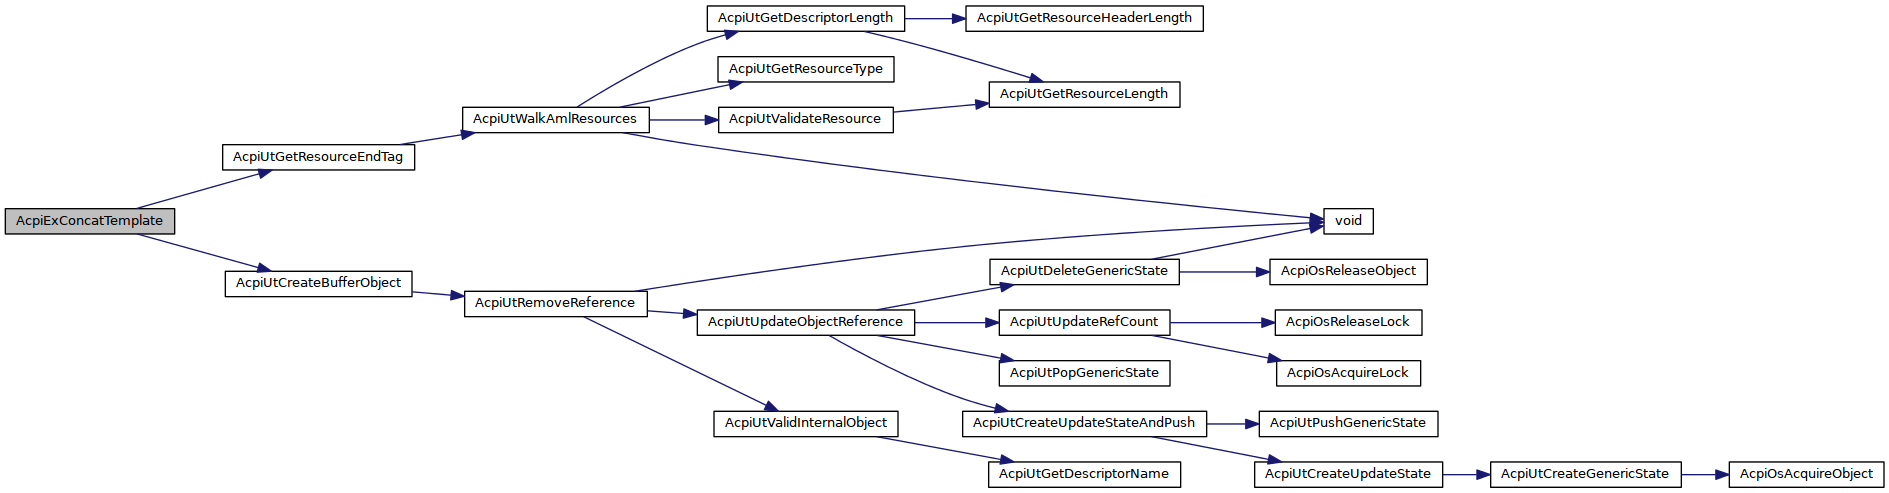 AcpiUtGetDescriptorLength
AcpiUtGetResourceHeaderLength
AcpiUtGetResourceType
AcpiUtGetResourceLength
AcpiUtWalkAmlResources
AcpiUtValidateResource
AcpiUtGetResourceEndTag
AcpiExConcatTemplate
void
AcpiUtCreateBufferObject
AcpiUtDeleteGenericState
AcpiOsReleaseObject
AcpiUtRemoveReference
AcpiUtUpdateObjectReference
AcpiUtUpdateRefCount
AcpiOsReleaseLock
AcpiUtPopGenericState
AcpiOsAcquireLock
AcpiUtValidInternalObject
AcpiUtCreateUpdateStateAndPush
AcpiUtPushGenericState
AcpiUtGetDescriptorName
AcpiUtCreateUpdateState
AcpiUtCreateGenericState
AcpiOsAcquireObject